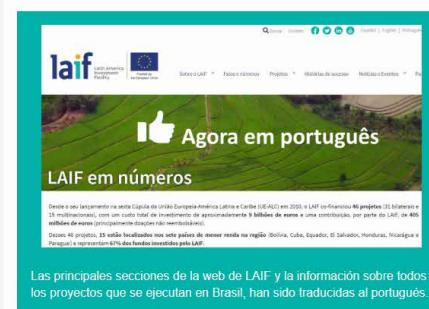 Buscar
Español | English | Português
laif
Latin America
Investment
Facility
Sobre o LAIF
Fatos e números
Projetos
Histórias de sucesso
Notícias e Eventos
Agora em português
LAIF em números
Desde o seu lançamento na sexta Cúpula da União Europeia-América Latina e Caribe (UE-ALC) em 2010, o LAIF co-financiou 46 projetos (31 bilaterais e
15 multinacionais), com um custo total de investimento de aproximadamente 9 bilhões de euros e uma contribuição, por parte do LAIF, de 405
milhões de euros (principalmente doações não reembolsáveis).
Desses 46 projetos, 15 estão localizados nos sete países de menor renda na região (Bolívia, Cuba, Equador, El Salvador, Honduras, Nicarágua e
Paraguai) e representam 67% dos fundos investidos pelo LAIF.
Las principales secciones de la web de LAIF y la información sobre todos
los proyectos que se ejecutan en Brasil, han sido traducidas al portugués.